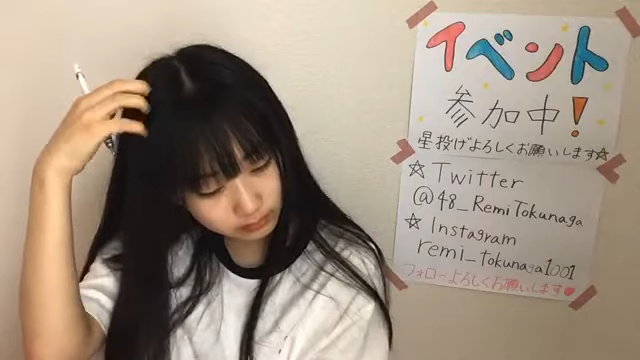 イベント
参加中!
星投げよろしくお願いします☆
☆ Twitter
@48_RemiTokunaga
☆ Instagram
remi_tokunaga1001
フォローよろしくお願いします♥